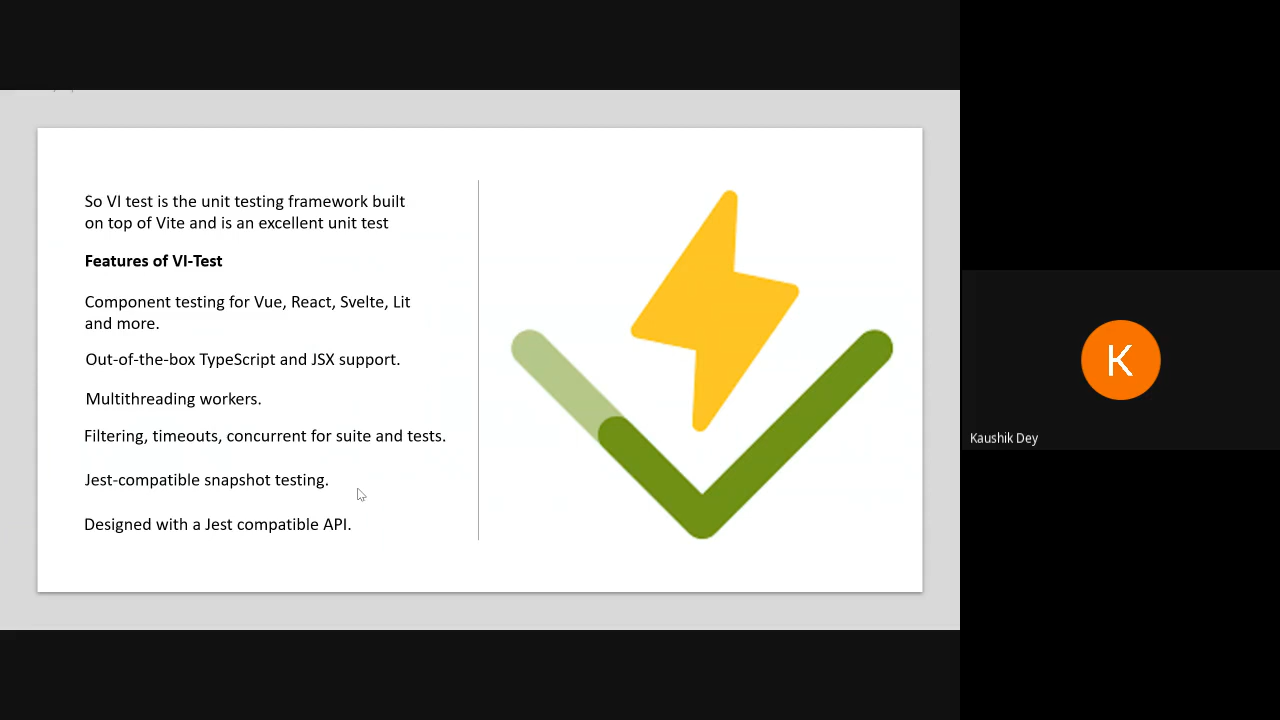 So VI test is the unit testing framework built
on top of Vite and is an excellent unit test
Features of VI-Test
Component testing for Vue, React, Svelte, Lit
and more.
Out-of-the-box TypeScript and JSX support.
Multithreading workers.
Filtering, timeouts, concurrent for suite and tests.
Jest-compatible snapshot testing.
Designed with a Jest compatible API.
K
Kaushik Dey